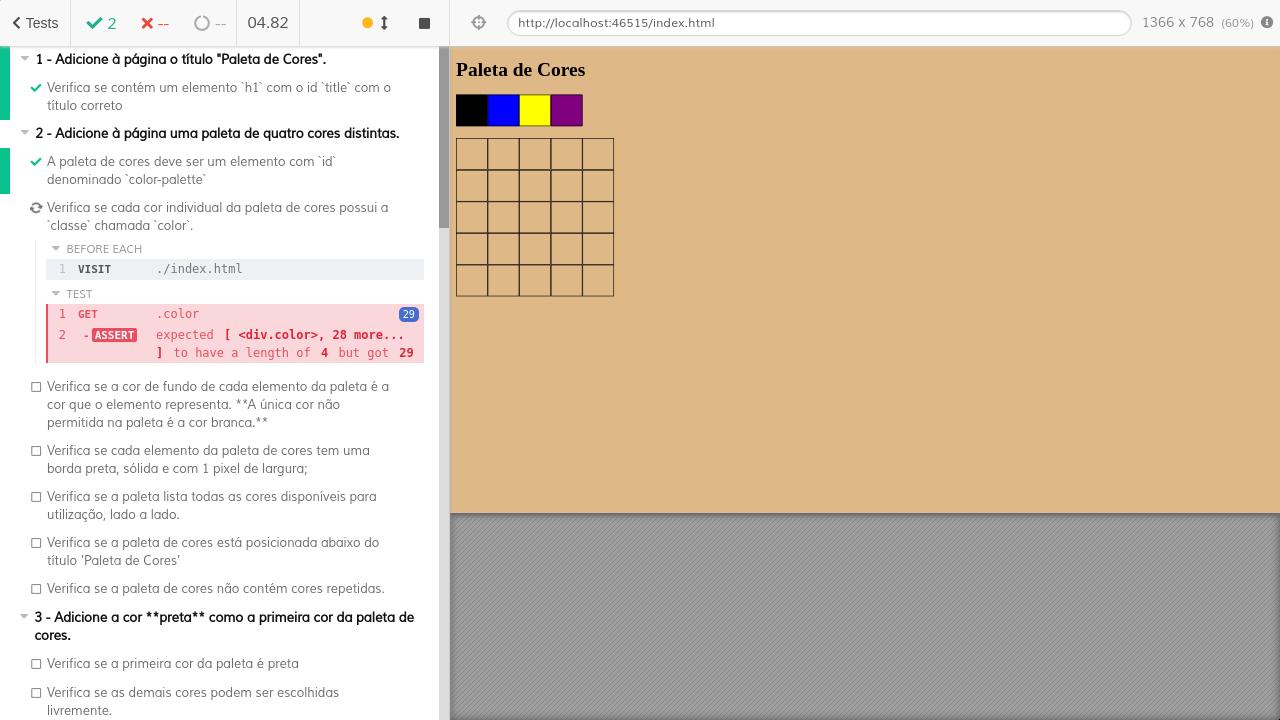 Tests
2
--
--
04.82
http://localhost:46515/index.html
1366 x 768 (60%)
1 - Adicione à página o título "Paleta de Cores".
Verifica se contém um elemento `h1` com o id `title` com o
título correto
2 - Adicione à página uma paleta de quatro cores distintas.
A paleta de cores deve ser um elemento com `id`
denominado `color-palette`
Verifica se cada cor individual da paleta de cores possui a
`classe` chamada `color`.
BEFORE EACH
1 VISIT ./index.html
TEST
1 GET .color 29
2 -ASSERT expected [ <div.color>, 28 more...
] to have a length of 4 but got 29
Verifica se a cor de fundo de cada elemento da paleta é a
cor que o elemento representa. **A única cor não
permitida na paleta é a cor branca.**
Verifica se cada elemento da paleta de cores tem uma
borda preta, sólida e com 1 pixel de largura;
Verifica se a paleta lista todas as cores disponíveis para
utilização, lado a lado.
Verifica se a paleta de cores está posicionada abaixo do
título 'Paleta de Cores'
Verifica se a paleta de cores não contém cores repetidas.
3 - Adicione a cor **preta** como a primeira cor da paleta de
cores.
Verifica se a primeira cor da paleta é preta
Verifica se as demais cores podem ser escolhidas
livremente.
Paleta de Cores